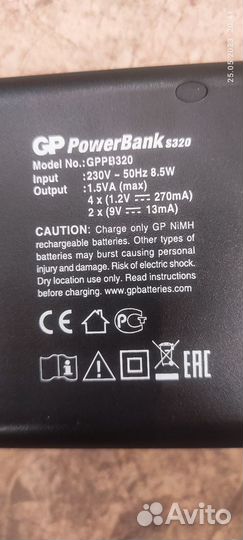 25.05.2023 20:41
GP PowerBank S320
Model No.: GPPB320
Input : 230V ~ 50Hz 8.5W
Output : 1.5VA (max)
4 x (1.2V ⎓ 270mA)
2 x (9V ⎓ 13mA)
CAUTION: Charge only GP NiMH
rechargeable batteries. Other types of
batteries may burst causing personal
injury and damage. Risk of electric shock.
Dry location use only. Read instructions
before charging. www.gpbatteries.com
CE
EAC
Avito